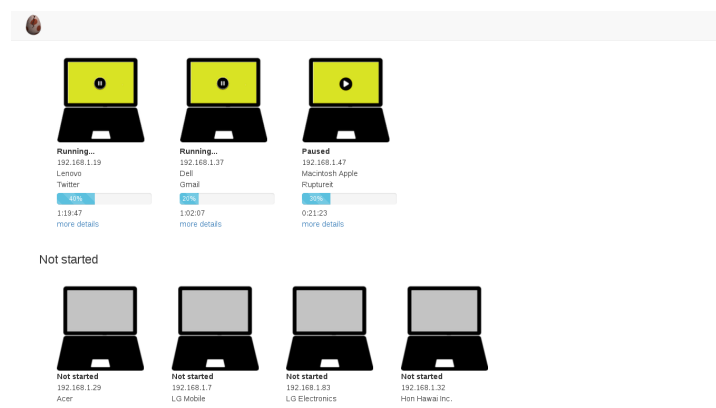 Running...
192.168.1.19
Lenovo
Twitter
40%
1:19:47
more details
Running...
192.168.1.37
Dell
Gmail
20%
1:02:07
more details
Paused
192.168.1.47
Macintosh Apple
Ruptureit
30%
0:21:23
more details
Not started
Not started
192.168.1.29
Acer
Not started
192.168.1.7
LG Mobile
Not started
192.168.1.83
LG Electronics
Not started
192.168.1.32
Hon Hawai Inc.